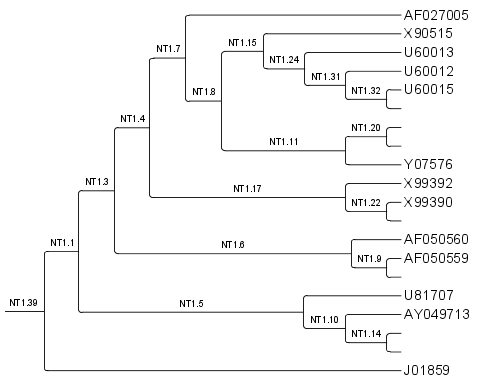 AF027005
NT1.7
X90515
NT1.15
U60013
NT1.24
U60012
NT1.31
U60015
NT1.8
NT1.32
NT1.4
NT1.20
NT1.11
Y07576
NT1.3
X99392
NT1.17
X99390
NT1.22
AF050560
NT1.1
NT1.6
AF050559
NT1.9
U81707
NT1.39
NT1.5
AY049713
NT1.10
NT1.14
J01859